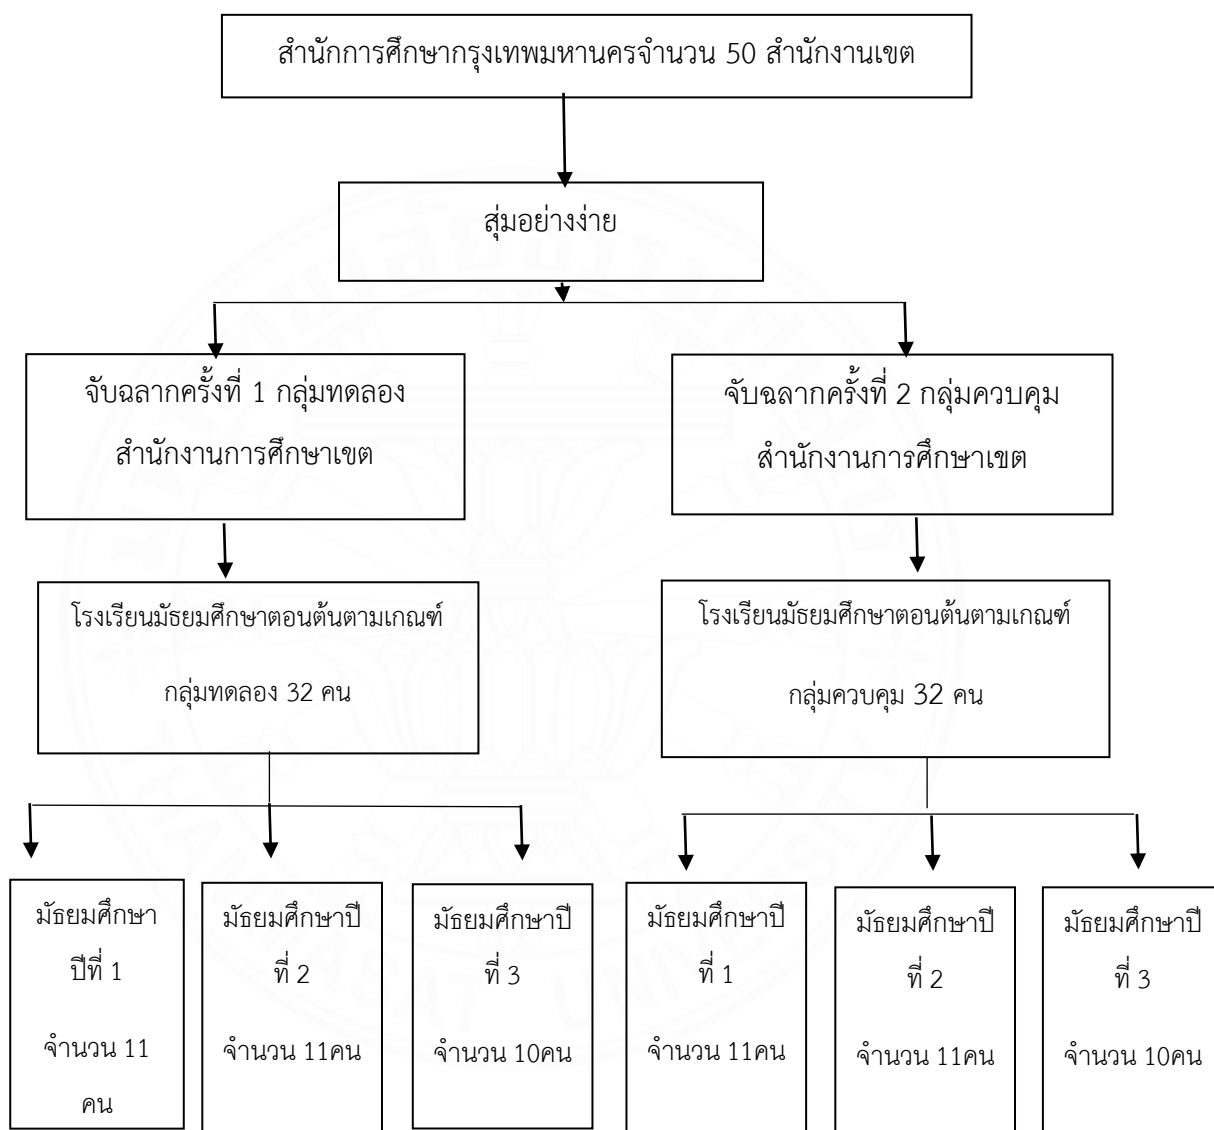 สำนักการศึกษากรุงเทพมหานครจำนวน 50 สำนักงานเขต
สุ่มอย่างง่าย
จับฉลากครั้งที่ 1 กลุ่มทดลอง
สำนักงานการศึกษาเขต
จับฉลากครั้งที่ 2 กลุ่มควบคุม
สำนักงานการศึกษาเขต
โรงเรียนมัธยมศึกษาตอนต้นตามเกณฑ์
กลุ่มทดลอง 32 คน
โรงเรียนมัธยมศึกษาตอนต้นตามเกณฑ์
กลุ่มควบคุม 32 คน
มัธยมศึกษา
ปีที่ 1
จำนวน 11
คน
มัธยมศึกษาปี
ที่ 2
จำนวน 11คน
มัธยมศึกษาปี
ที่ 3
จำนวน 10คน
มัธยมศึกษาปี
ที่ 1
จำนวน 11คน
มัธยมศึกษาปี
ที่ 2
จำนวน 11คน
มัธยมศึกษาปี
ที่ 3
จำนวน 10คน